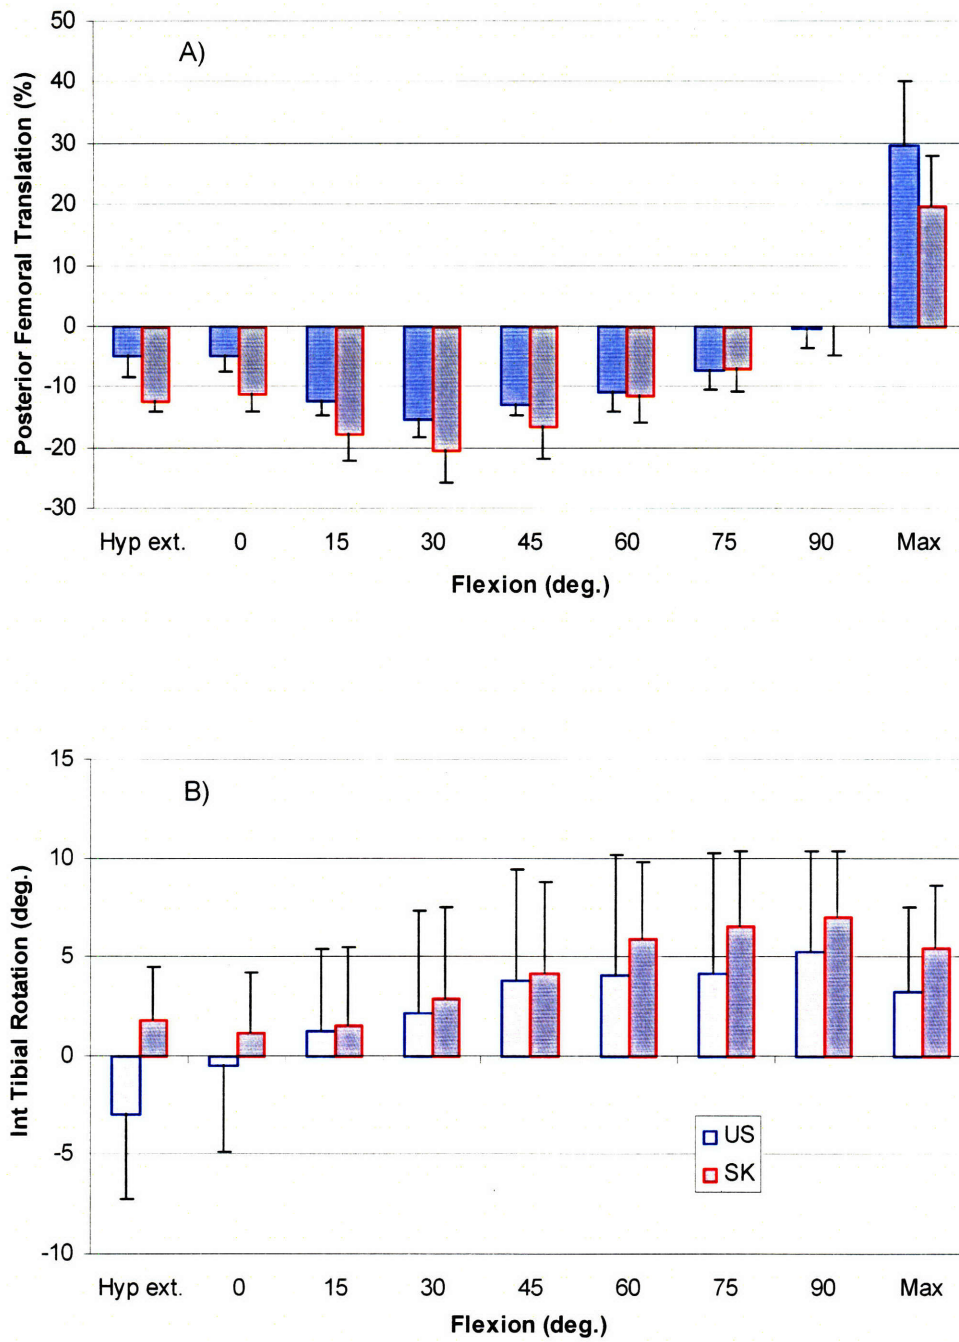 A)
Posterior Femoral Translation (%)
50
40
30
20
10
0
-10
-20
-30
Hyp ext. 0 15 30 45 60 75 90 Max
Flexion (deg.)
B)
Int Tibial Rotation (deg.)
15
10
5
0
-5
-10
US
SK
Hyp ext. 0 15 30 45 60 75 90 Max
Flexion (deg.)